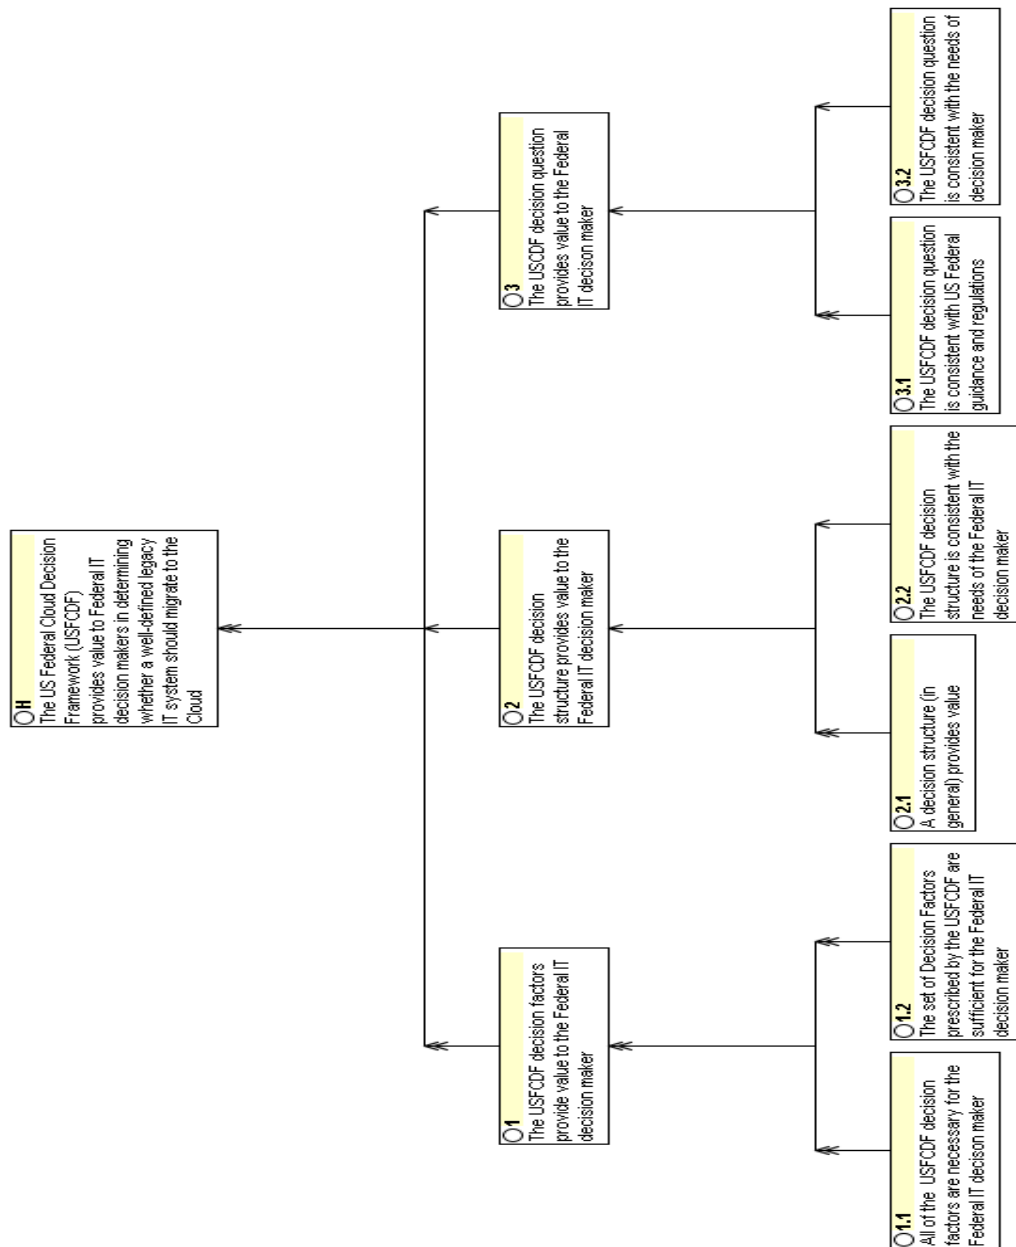 H
The US Federal Cloud Decision
Framework (USFCDF)
provides value to Federal IT
decision makers in determining
whether a well-defined legacy
IT system should migrate to the
Cloud
1
The USFCDF decision factors
provide value to the Federal IT
decision maker
2
The USFCDF decision
structure provides value to the
Federal IT decision maker
3
The USCDF decision question
provides value to the Federal
IT decison maker
1.1
All of the USFCDF decision
factors are necessary for the
Federal IT decison maker
1.2
The set of Decision Factors
prescribed by the USFCDF are
sufficient for the Federal IT
decision maker
2.1
A decision structure (in
general) provides value
2.2
The USFCDF decision
structure is consistent with the
needs of the Federal IT
decision maker
3.1
The USFCDF decision question
is consistent with US Federal
guidance and regulations
3.2
The USFCDF decision question
is consistent with the needs of
decision maker